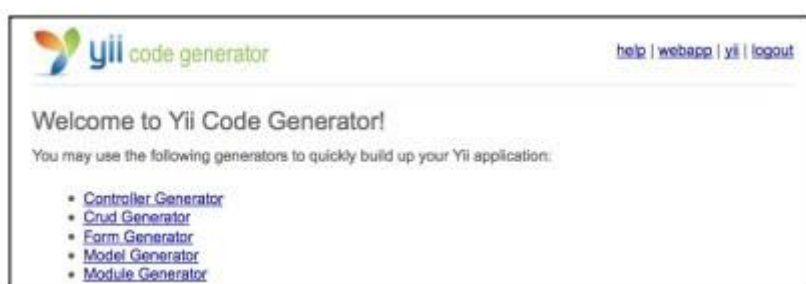 yii code generator
help | webapp | yii | logout
Welcome to Yii Code Generator!
You may use the following generators to quickly build up your Yii application:
• Controller Generator
• Crud Generator
• Form Generator
• Model Generator
• Module Generator